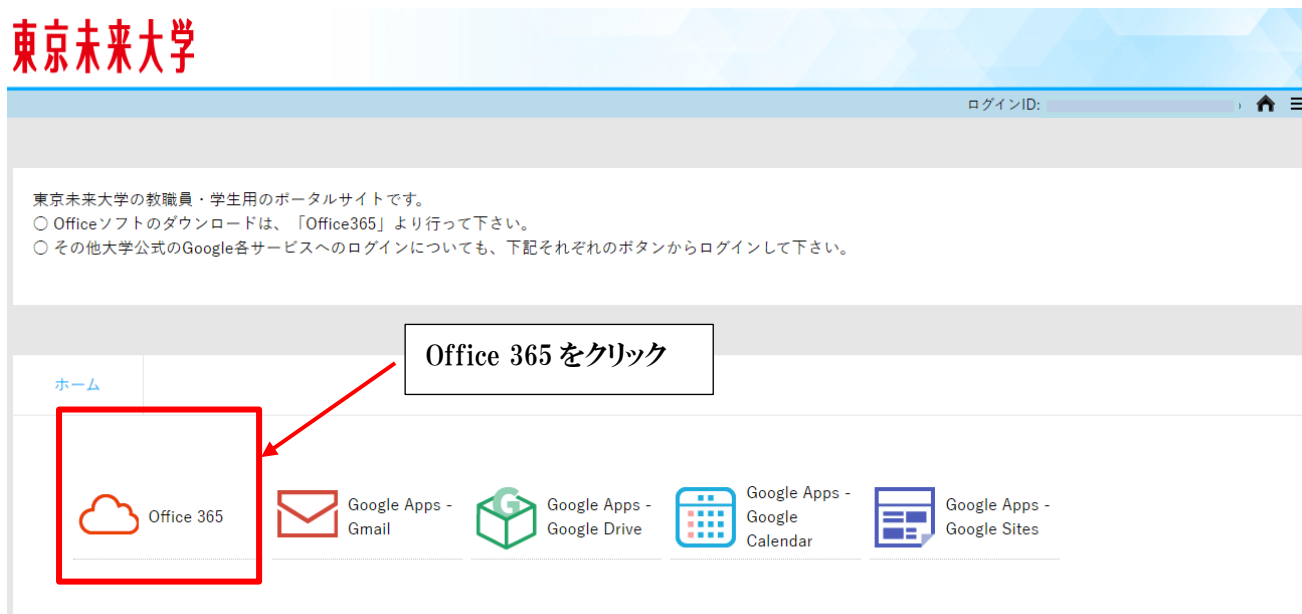 東京未来大学
ログインID:
東京未来大学の教職員・学生用のポータルサイトです。
〇 Officeソフトのダウンロードは、「Office365」より行って下さい。
〇 その他大学公式のGoogle各サービスへのログインについても、下記それぞれのボタンからログインして下さい。
Office 365 をクリック
ホーム
Office 365
Google Apps -
Gmail
Google Apps -
Google Drive
Google Apps -
Google
Calendar
Google Apps -
Google Sites